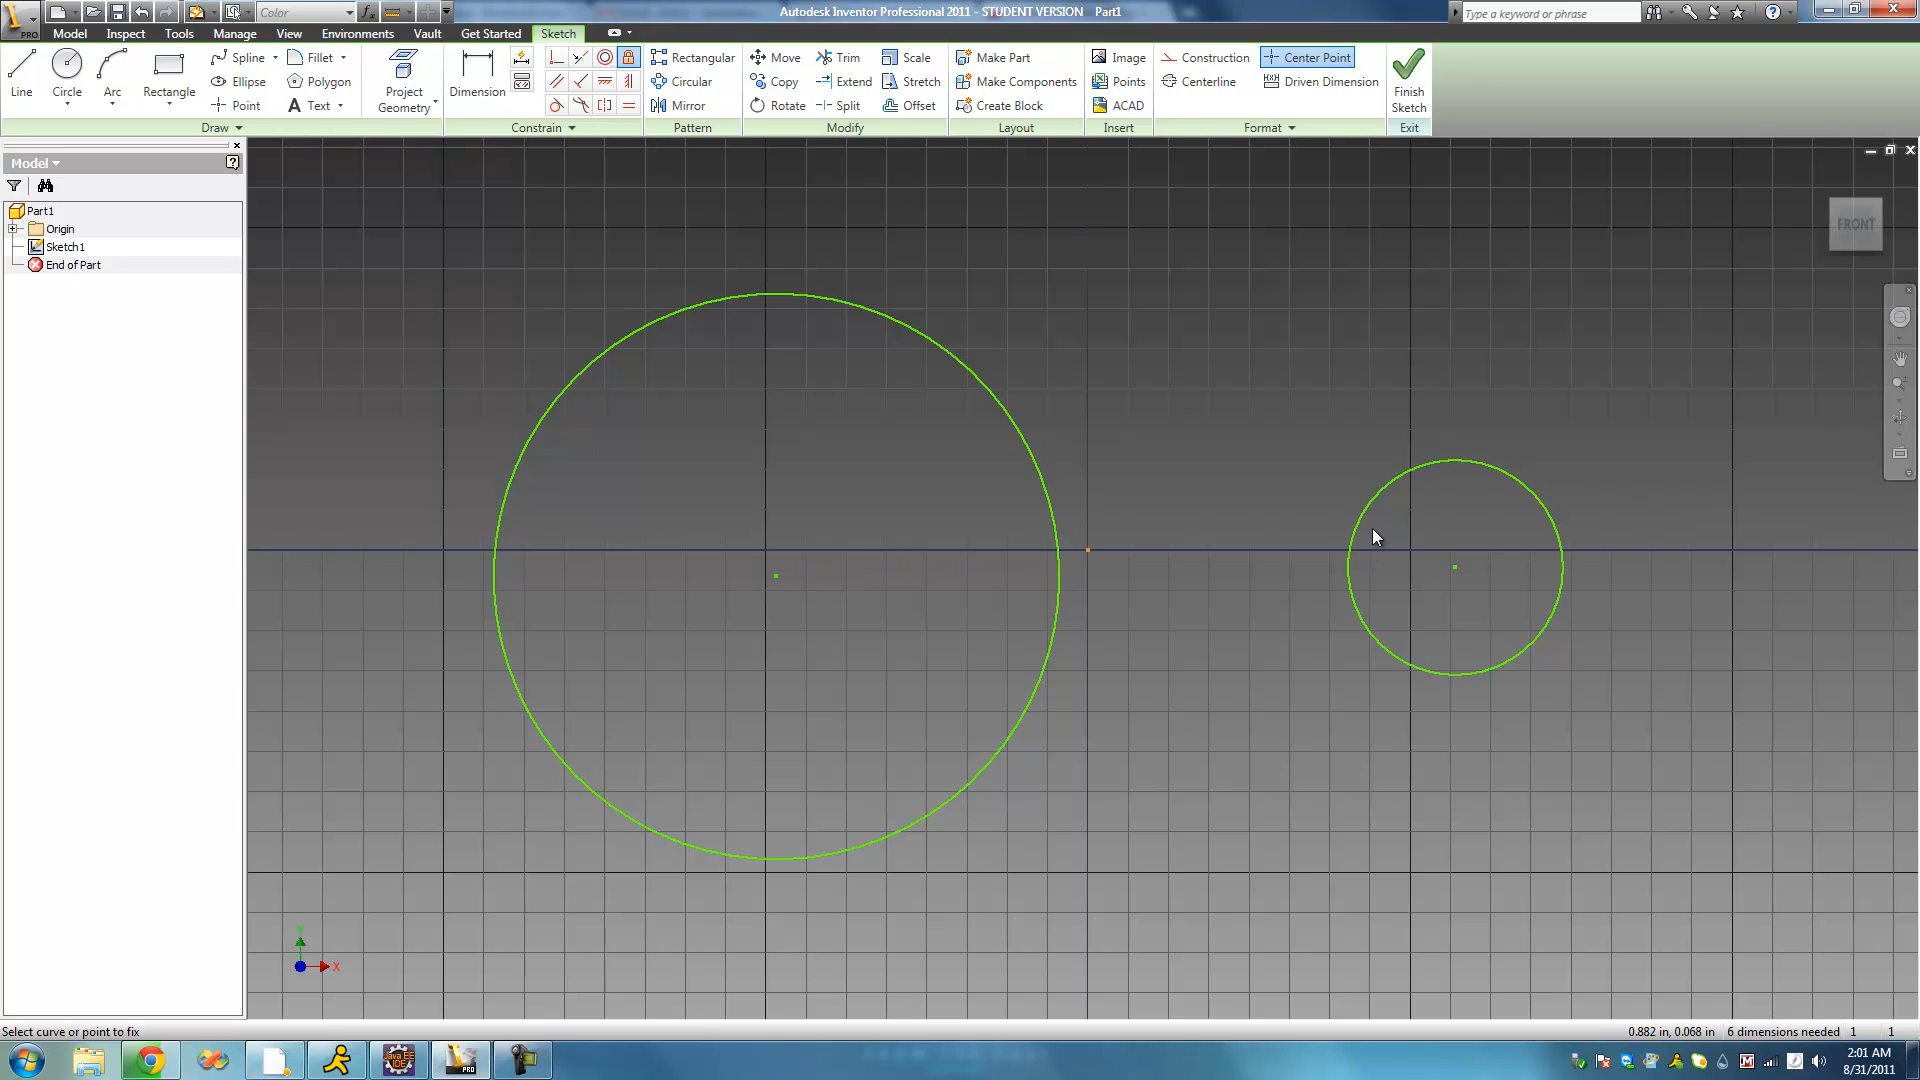 Color
Autodesk Inventor Professional 2011 - STUDENT VERSION Part1
Type a keyword or phrase
PRO
Model Inspect Tools Manage View Environments Vault Get Started Sketch
Spline Fillet Project Geometry Rectangular Move Trim Scale Make Part Image Construction Center Point
Line Circle Arc Rectangle Ellipse Polygon Dimension Circular Copy Extend Stretch Make Components Points Centerline Driven Dimension Finish Sketch
Point A Text Mirror Rotate Split Offset Create Block ACAD
Draw Constrain Pattern Modify Layout Insert Format Exit
Model
Part1
Origin
Sketch1
End of Part
FRONT
Y
X
Select curve or point to fix
0.882 in, 0.068 in 6 dimensions needed 1 1
Java EE IDE
PRO
2:01 AM
8/31/2011